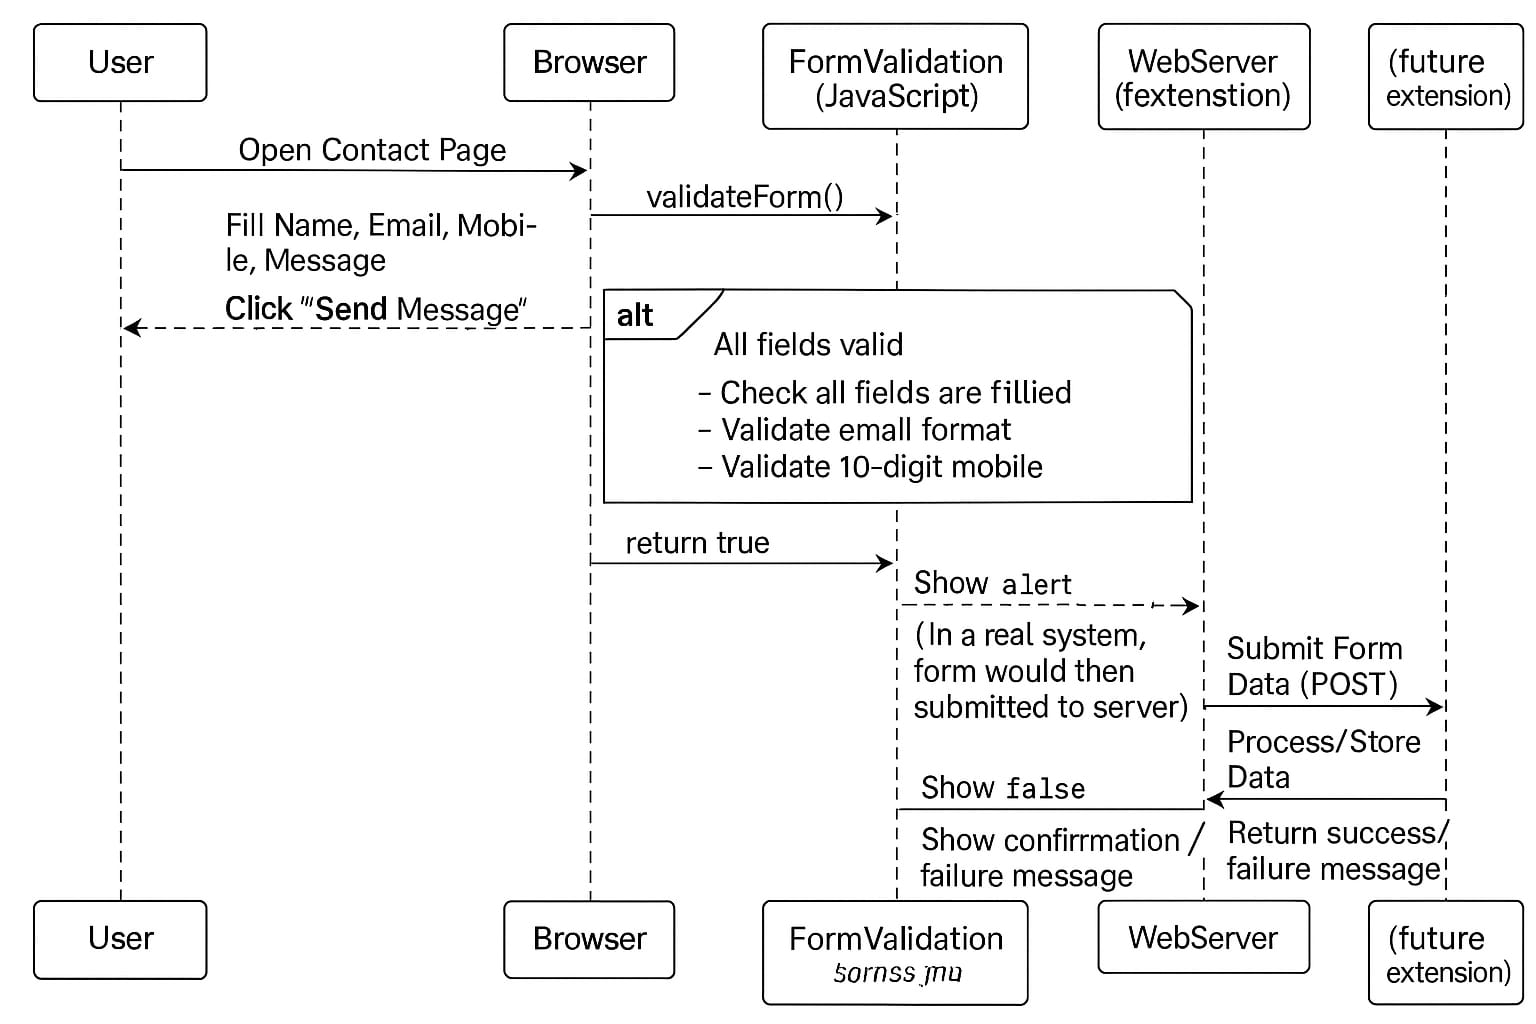 User
Browser
FormValidation
(JavaScript)
WebServer
(fextenstion)
(future
extension)
Open Contact Page
validateForm()
Fill Name, Email, Mobi-
le, Message
Click "'Send Message"
alt
All fields valid
- Check all fields are fillied
- Validate emall format
- Validate 10-digit mobile
return true
Show alert
(In a real system,
form would then
submitted to server)
Submit Form
Data (POST)
Process/Store
Data
Show false
Show confirrmation /
failure message
Return success/
failure message
User
Browser
FormValidation
WebServer
(future
extension)